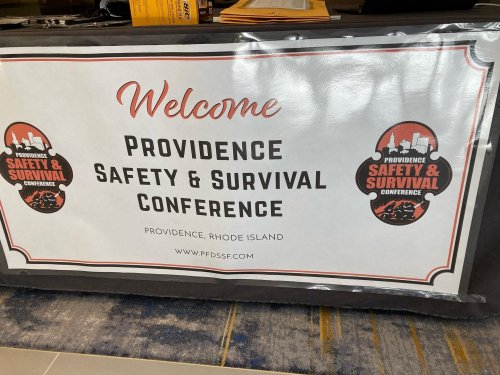 BIC
Welcome
PROVIDENCE
SAFETY & SURVIVAL
CONFERENCE
PROVIDENCE, RHODE ISLAND
WWW.PFDSSF.COM
PROVIDENCE
SAFETY &
SURVIVAL
CONFERENCE
PROVIDENCE
SAFETY &
SURVIVAL
CONFERENCE